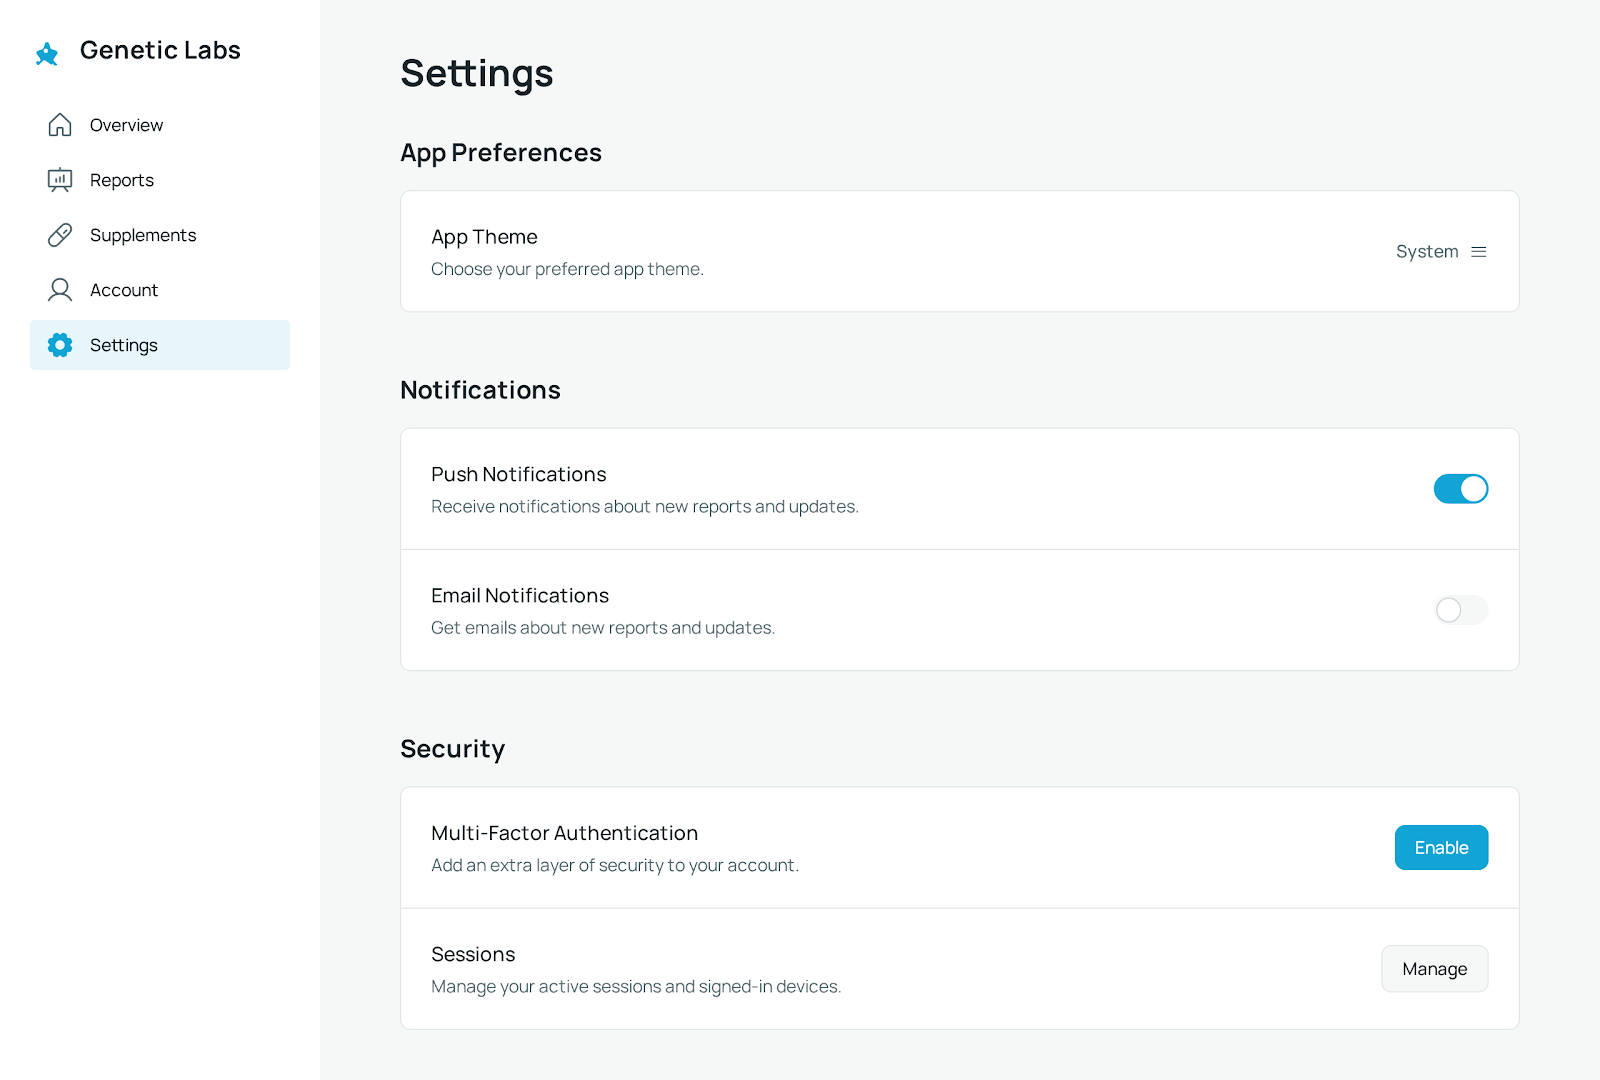 Genetic Labs
Overview
Reports
Supplements
Account
Settings
Settings
App Preferences
App Theme
Choose your preferred app theme.
System
Notifications
Push Notifications
Receive notifications about new reports and updates.
Email Notifications
Get emails about new reports and updates.
Security
Multi-Factor Authentication
Add an extra layer of security to your account.
Enable
Sessions
Manage your active sessions and signed-in devices.
Manage